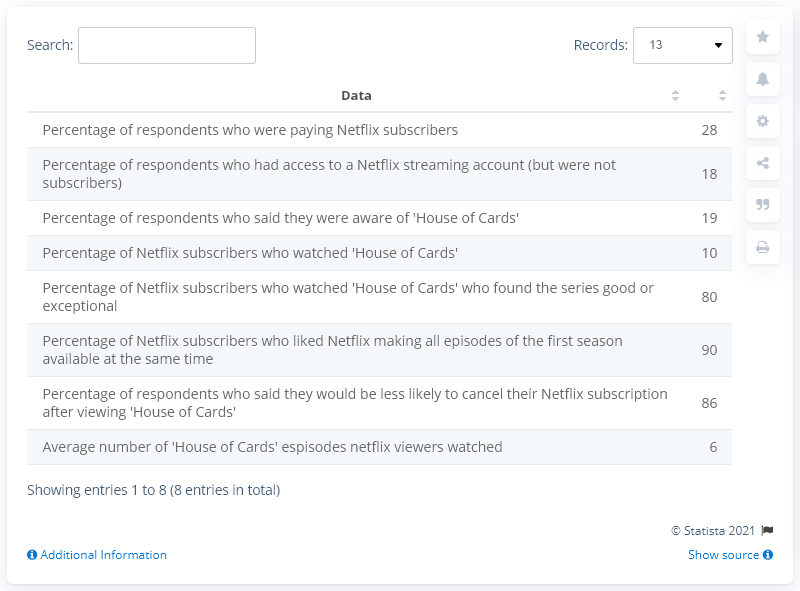 Search:
Records: 13
Data
Percentage of respondents who were paying Netflix subscribers 28
Percentage of respondents who had access to a Netflix streaming account (but were not
subscribers) 18
Percentage of respondents who said they were aware of 'House of Cards' 19
Percentage of Netflix subscribers who watched 'House of Cards' 10
Percentage of Netflix subscribers who watched 'House of Cards' who found the series good or
exceptional 80
Percentage of Netflix subscribers who liked Netflix making all episodes of the first season
available at the same time 90
Percentage of respondents who said they would be less likely to cancel their Netflix subscription
after viewing 'House of Cards' 86
Average number of 'House of Cards' espisodes netflix viewers watched 6
Showing entries 1 to 8 (8 entries in total)
© Statista 2021
Additional Information
Show source